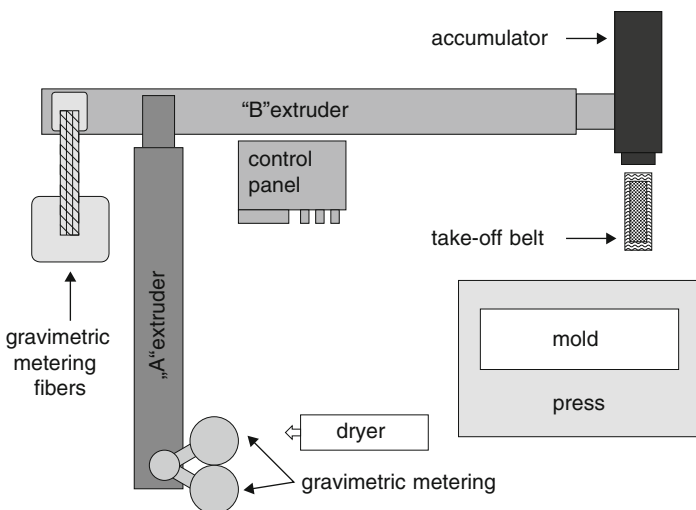 accumulator
“B”extruder
control
panel
take-off belt
„A“extruder
gravimetric
metering
fibers
mold
press
dryer
gravimetric metering